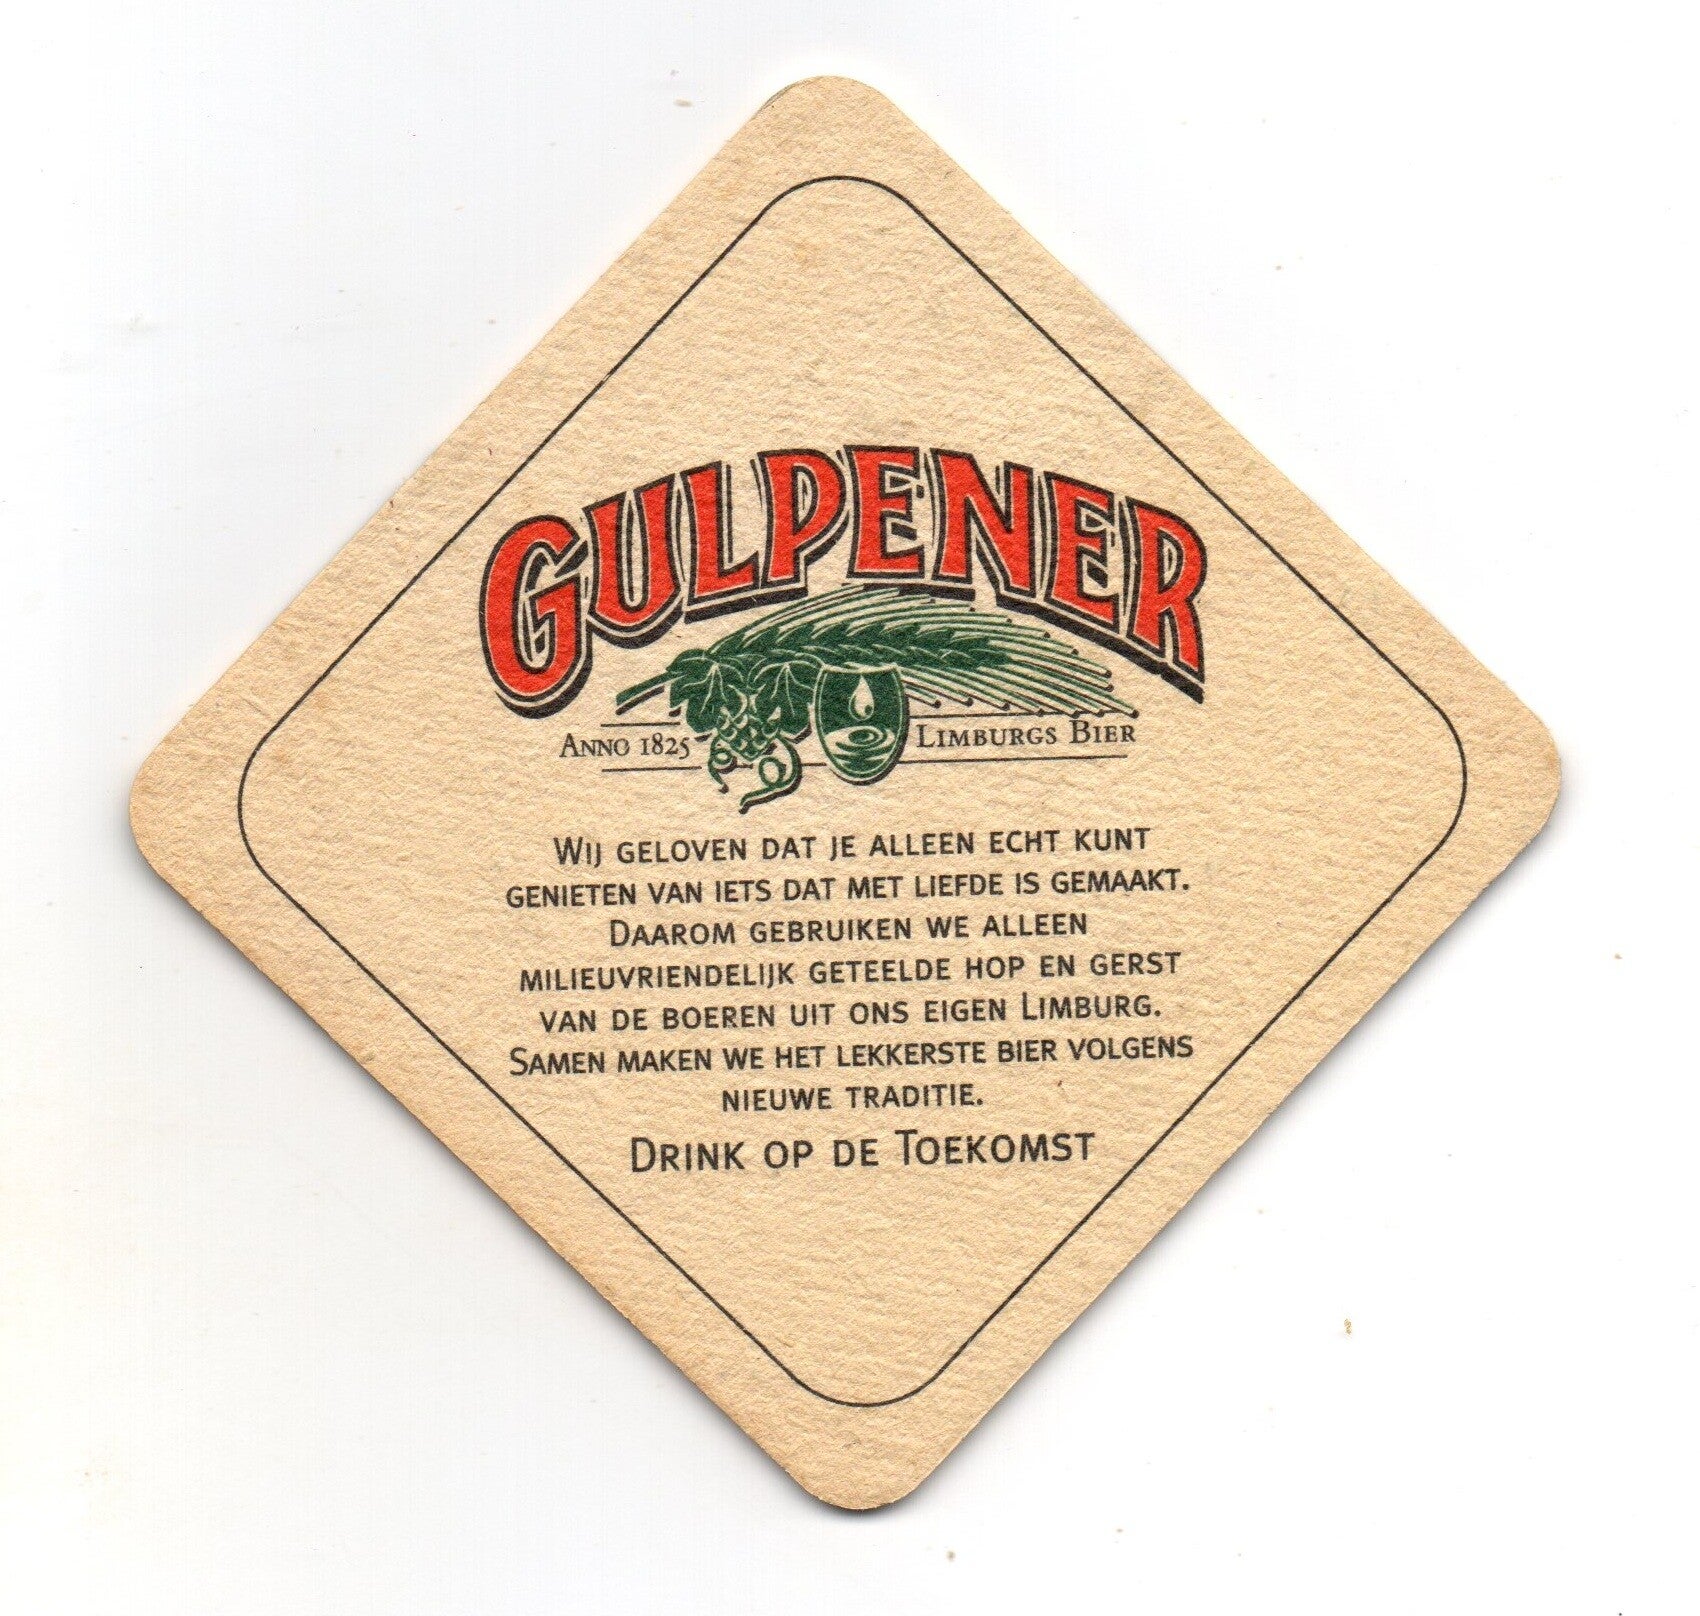 GULPENER
ANNO 1825 LIMBURGS BIER
WIJ GELOVEN DAT JE ALLEEN ECHT KUNT
GENIETEN VAN IETS DAT MET LIEFDE IS GEMAAKT.
DAAROM GEBRUIKEN WE ALLEEN
MILIEUVRIENDELIJK GETEELDE HOP EN GERST
VAN DE BOEREN UIT ONS EIGEN LIMBURG.
SAMEN MAKEN WE HET LEKKERSTE BIER VOLGENS
NIEUWE TRADITIE.
DRINK OP DE TOEKOMST